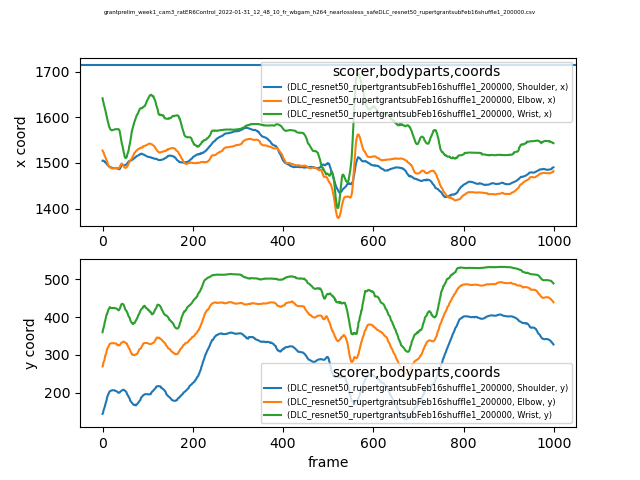 grantprelim_week1_cam3_ratER6Control_2022-01-31_12_48_10_fr_wbgam_h264_nearlossless_safeDLC_resnet50_rupertgrantsubFeb16shuffle1_200000.csv
1700
1600
1500
1400
x coord
scorer,bodyparts,coords
(DLC_resnet50_rupertgrantsubFeb16shuffle1_200000, Shoulder, x)
(DLC_resnet50_rupertgrantsubFeb16shuffle1_200000, Elbow, x)
(DLC_resnet50_rupertgrantsubFeb16shuffle1_200000, Wrist, x)
0 200 400 600 800 1000
500
400
300
200
y coord
scorer,bodyparts,coords
(DLC_resnet50_rupertgrantsubFeb16shuffle1_200000, Shoulder, y)
(DLC_resnet50_rupertgrantsubFeb16shuffle1_200000, Elbow, y)
(DLC_resnet50_rupertgrantsubFeb16shuffle1_200000, Wrist, y)
0 200 400 600 800 1000
frame